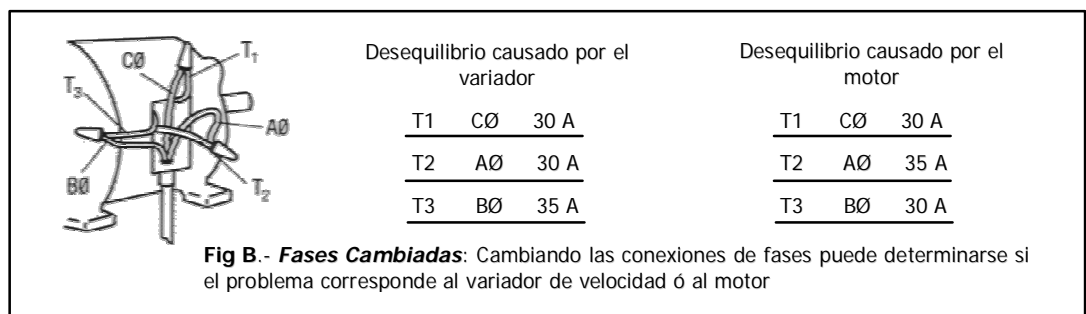 CØ
T1
T3
AØ
BØ
T2
Desequilibrio causado por el
variador
T1 CØ 30 A
T2 AØ 30 A
T3 BØ 35 A
Desequilibrio causado por el
motor
T1 CØ 30 A
T2 AØ 35 A
T3 BØ 30 A
Fig B.- Fases Cambiadas: Cambiando las conexiones de fases puede determinarse si
el problema corresponde al variador de velocidad ó al motor